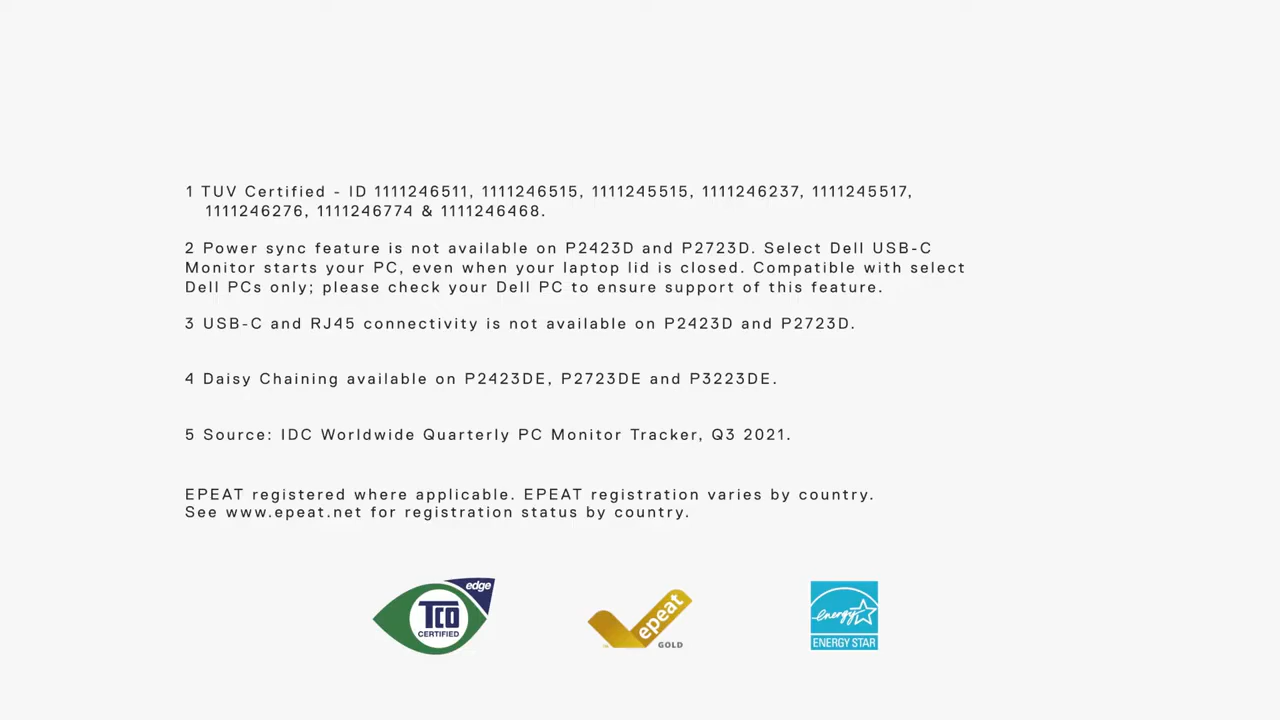 1 TUV Certified - ID 1111246511, 1111246515, 1111245515, 1111246237, 1111245517,
1111246276, 1111246774 & 1111246468.
2 Power sync feature is not available on P2423D and P2723D. Select Dell USB-C
Monitor starts your PC, even when your laptop lid is closed. Compatible with select
Dell PCs only; please check your Dell PC to ensure support of this feature.
3 USB-C and RJ45 connectivity is not available on P2423D and P2723D.
4 Daisy Chaining available on P2423DE, P2723DE and P3223DE.
5 Source: IDC Worldwide Quarterly PC Monitor Tracker, Q3 2021.
EPEAT registered where applicable. EPEAT registration varies by country.
See www.epeat.net for registration status by country.
edge
TCO
CERTIFIED
epeat
GOLD
energy
ENERGY STAR